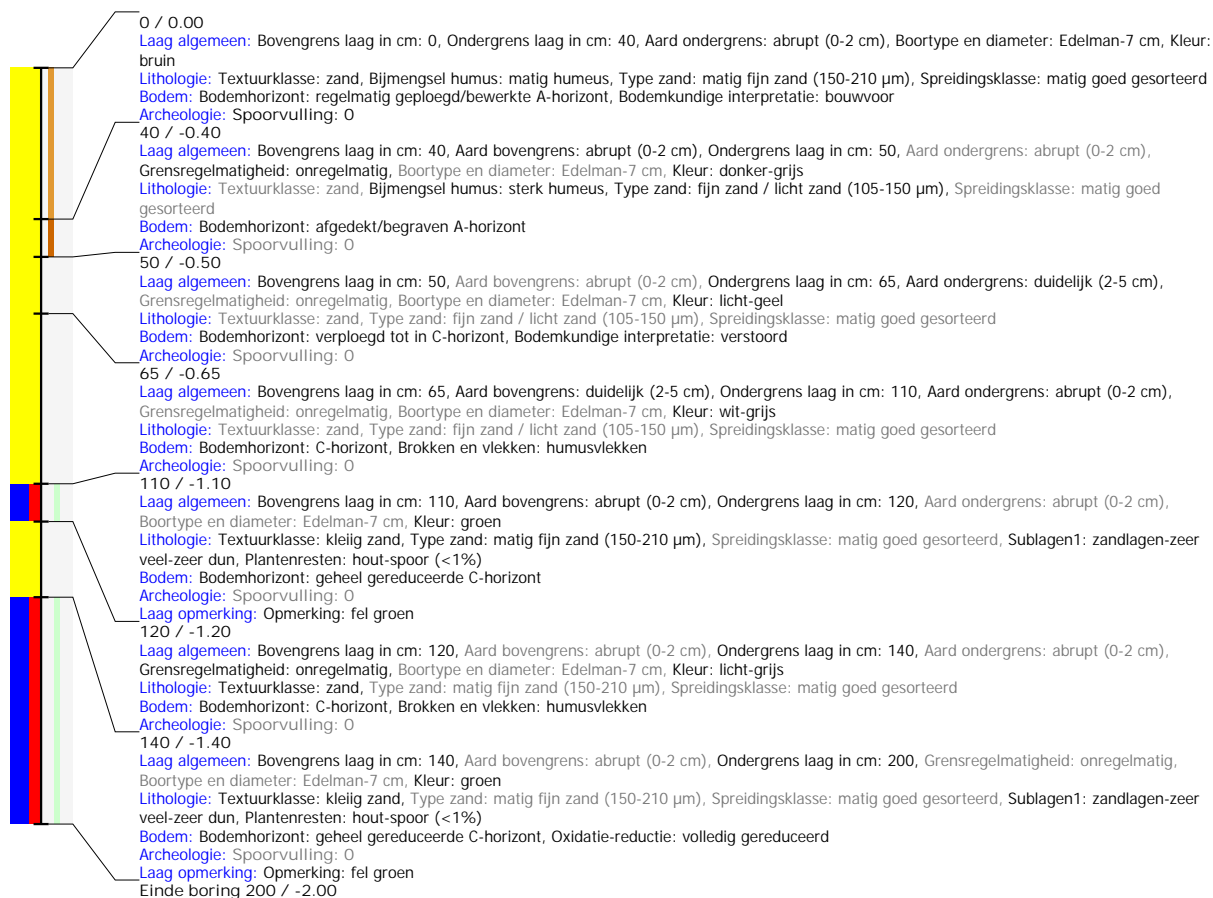 0 / 0.00
Laag algemeen: Bovengrens laag in cm: 0, Ondergrens laag in cm: 40, Aard ondergrens: abrupt (0-2 cm), Boortype en diameter: Edelman-7 cm, Kleur:
bruin
Lithologie: Textuurklasse: zand, Bijmengsel humus: matig humeus, Type zand: matig fijn zand (150-210 µm), Spreidingsklasse: matig goed gesorteerd
Bodem: Bodemhorizont: regelmatig geploegd/bewerkte A-horizont, Bodemkundige interpretatie: bouwvoor
Archeologie: Spoorvulling: 0
40 / -0.40
Laag algemeen: Bovengrens laag in cm: 40, Aard bovengrens: abrupt (0-2 cm), Ondergrens laag in cm: 50, Aard ondergrens: abrupt (0-2 cm),
Grensregelmatigheid: onregelmatig, Boortype en diameter: Edelman-7 cm, Kleur: donker-grijs
Lithologie: Textuurklasse: zand, Bijmengsel humus: sterk humeus, Type zand: fijn zand / licht zand (105-150 µm), Spreidingsklasse: matig goed
gesorteerd
Bodem: Bodemhorizont: afgedekt/begraven A-horizont
Archeologie: Spoorvulling: 0
50 / -0.50
Laag algemeen: Bovengrens laag in cm: 50, Aard bovengrens: abrupt (0-2 cm), Ondergrens laag in cm: 65, Aard ondergrens: duidelijk (2-5 cm),
Grensregelmatigheid: onregelmatig, Boortype en diameter: Edelman-7 cm, Kleur: licht-geel
Lithologie: Textuurklasse: zand, Type zand: fijn zand / licht zand (105-150 µm), Spreidingsklasse: matig goed gesorteerd
Bodem: Bodemhorizont: verploegd tot in C-horizont, Bodemkundige interpretatie: verstoord
Archeologie: Spoorvulling: 0
65 / -0.65
Laag algemeen: Bovengrens laag in cm: 65, Aard bovengrens: duidelijk (2-5 cm), Ondergrens laag in cm: 110, Aard ondergrens: abrupt (0-2 cm),
Grensregelmatigheid: onregelmatig, Boortype en diameter: Edelman-7 cm, Kleur: wit-grijs
Lithologie: Textuurklasse: zand, Type zand: fijn zand / licht zand (105-150 µm), Spreidingsklasse: matig goed gesorteerd
Bodem: Bodemhorizont: C-horizont, Brokken en vlekken: humusvlekken
Archeologie: Spoorvulling: 0
110 / -1.10
Laag algemeen: Bovengrens laag in cm: 110, Aard bovengrens: abrupt (0-2 cm), Ondergrens laag in cm: 120, Aard ondergrens: abrupt (0-2 cm),
Boortype en diameter: Edelman-7 cm, Kleur: groen
Lithologie: Textuurklasse: kleiig zand, Type zand: matig fijn zand (150-210 µm), Spreidingsklasse: matig goed gesorteerd, Sublagen1: zandlagen-zeer
veel-zeer dun, Plantenresten: hout-spoor (<1%)
Bodem: Bodemhorizont: geheel gereduceerde C-horizont
Archeologie: Spoorvulling: 0
Laag opmerking: Opmerking: fel groen
120 / -1.20
Laag algemeen: Bovengrens laag in cm: 120, Aard bovengrens: abrupt (0-2 cm), Ondergrens laag in cm: 140, Aard ondergrens: abrupt (0-2 cm),
Grensregelmatigheid: onregelmatig, Boortype en diameter: Edelman-7 cm, Kleur: licht-grijs
Lithologie: Textuurklasse: zand, Type zand: matig fijn zand (150-210 µm), Spreidingsklasse: matig goed gesorteerd
Bodem: Bodemhorizont: C-horizont, Brokken en vlekken: humusvlekken
Archeologie: Spoorvulling: 0
140 / -1.40
Laag algemeen: Bovengrens laag in cm: 140, Aard bovengrens: abrupt (0-2 cm), Ondergrens laag in cm: 200, Grensregelmatigheid: onregelmatig,
Boortype en diameter: Edelman-7 cm, Kleur: groen
Lithologie: Textuurklasse: kleiig zand, Type zand: matig fijn zand (150-210 µm), Spreidingsklasse: matig goed gesorteerd, Sublagen1: zandlagen-zeer
veel-zeer dun, Plantenresten: hout-spoor (<1%)
Bodem: Bodemhorizont: geheel gereduceerde C-horizont, Oxidatie-reductie: volledig gereduceerd
Archeologie: Spoorvulling: 0
Laag opmerking: Opmerking: fel groen
Einde boring 200 / -2.00